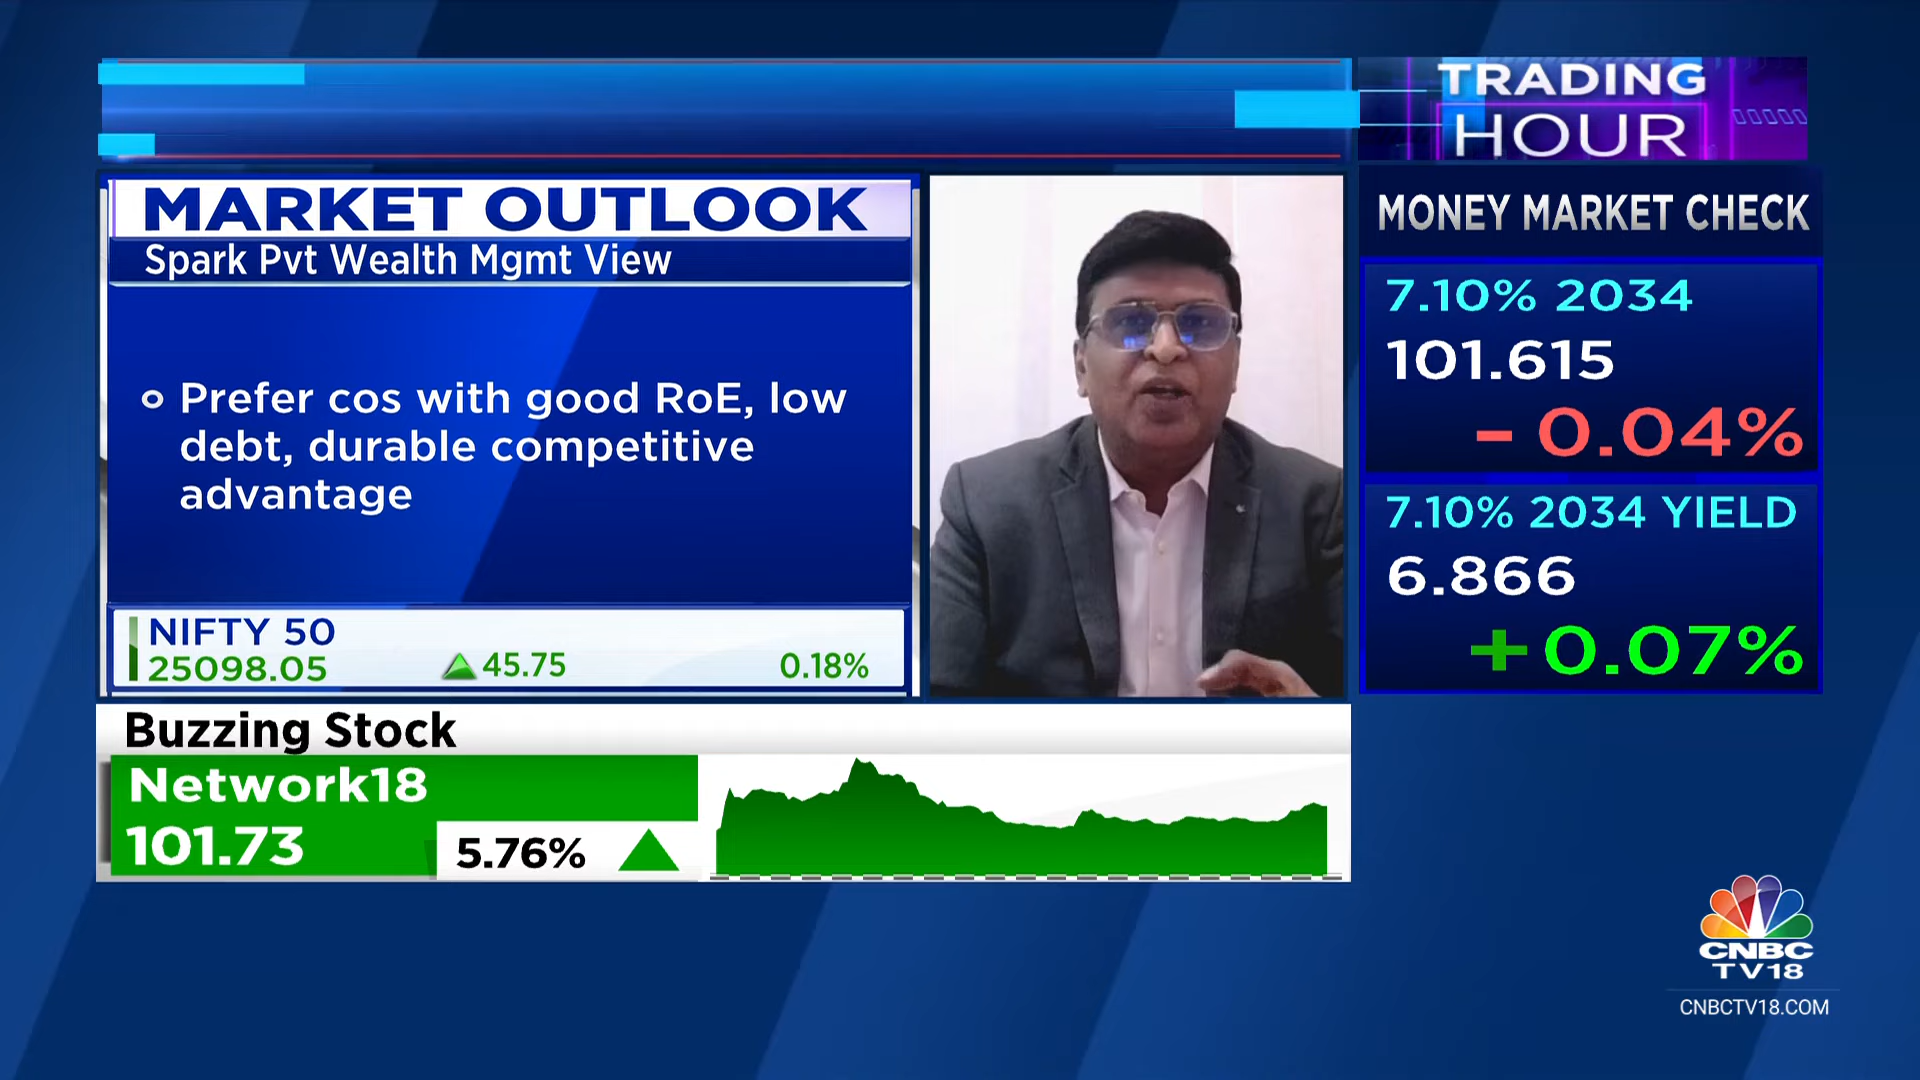 TRADING
HOUR
MARKET OUTLOOK
Spark Pvt Wealth Mgmt View
Prefer cos with good RoE, low
debt, durable competitive
advantage
NIFTY 50
25098.05 45.75 0.18%
MONEY MARKET CHECK
7.10% 2034
101.615
- 0.04%
7.10% 2034 YIELD
6.866
+0.07%
Buzzing Stock
Network18
101.73 5.76%
CNBC
TV18
CNBCTV18.COM